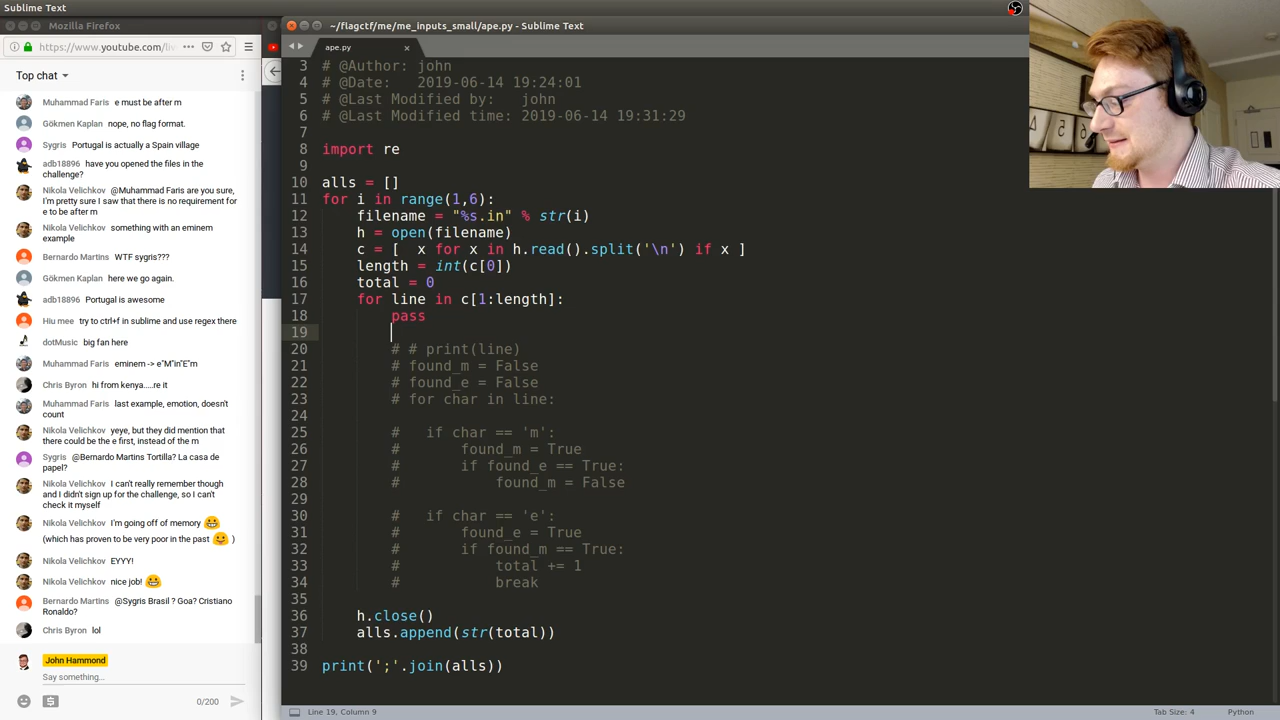 Sublime Text
Mozilla Firefox
https://www.youtube.com/liv
Top chat
Muhammad Faris e must be after m
Gökmen Kaplan nope, no flag format.
Sygris Portugal is actually a Spain village
adb18896 have you opened the files in the
challenge?
Nikola Velichkov @Muhammad Faris are you sure,
I'm pretty sure I saw that there is no requirement for
e to be after m
Nikola Velichkov something with an eminem
example
Bernardo Martins WTF sygris???
Gökmen Kaplan here we go again.
adb18896 Portugal is awesome
Hiu mee try to ctrl+f in sublime and use regex there
dotMusic big fan here
Muhammad Faris eminem -> e"M"in"E"m
Chris Byron hi from kenya.....re it
Muhammad Faris last example, emotion, doesn't
count
Nikola Velichkov yeye, but they did mention that
there could be the e first, instead of the m
Sygris @Bernardo Martins Tortilla? La casa de
papel?
Nikola Velichkov I can't really remember though
and I didn't sign up for the challenge, so I can't
check it myself
Nikola Velichkov I'm going off of memory
(which has proven to be very poor in the past )
Nikola Velichkov EYYY!
Nikola Velichkov nice job!
Bernardo Martins @Sygris Brasil ? Goa? Cristiano
Ronaldo?
Chris Byron lol
John Hammond
Say something...
0/200
~/flagctf/me/me_inputs_small/ape.py - Sublime Text
ape.py
3 # @Author: john
4 # @Date: 2019-06-14 19:24:01
5 # @Last Modified by: john
6 # @Last Modified time: 2019-06-14 19:31:29
7
8 import re
9
10 alls = []
11 for i in range(1,6):
12 filename = "%s.in" % str(i)
13 h = open(filename)
14 c = [ x for x in h.read().split('\n') if x ]
15 length = int(c[0])
16 total = 0
17 for line in c[1:length]:
18 pass
19
20 # # print(line)
21 # found_m = False
22 # found_e = False
23 # for char in line:
24
25 # if char == 'm':
26 # found_m = True
27 # if found_e == True:
28 # found_m = False
29
30 # if char == 'e':
31 # found_e = True
32 # if found_m == True:
33 # total += 1
34 # break
35
36 h.close()
37 alls.append(str(total))
38
39 print(';'.join(alls))
Line 19, Column 9
Tab Size: 4
Python